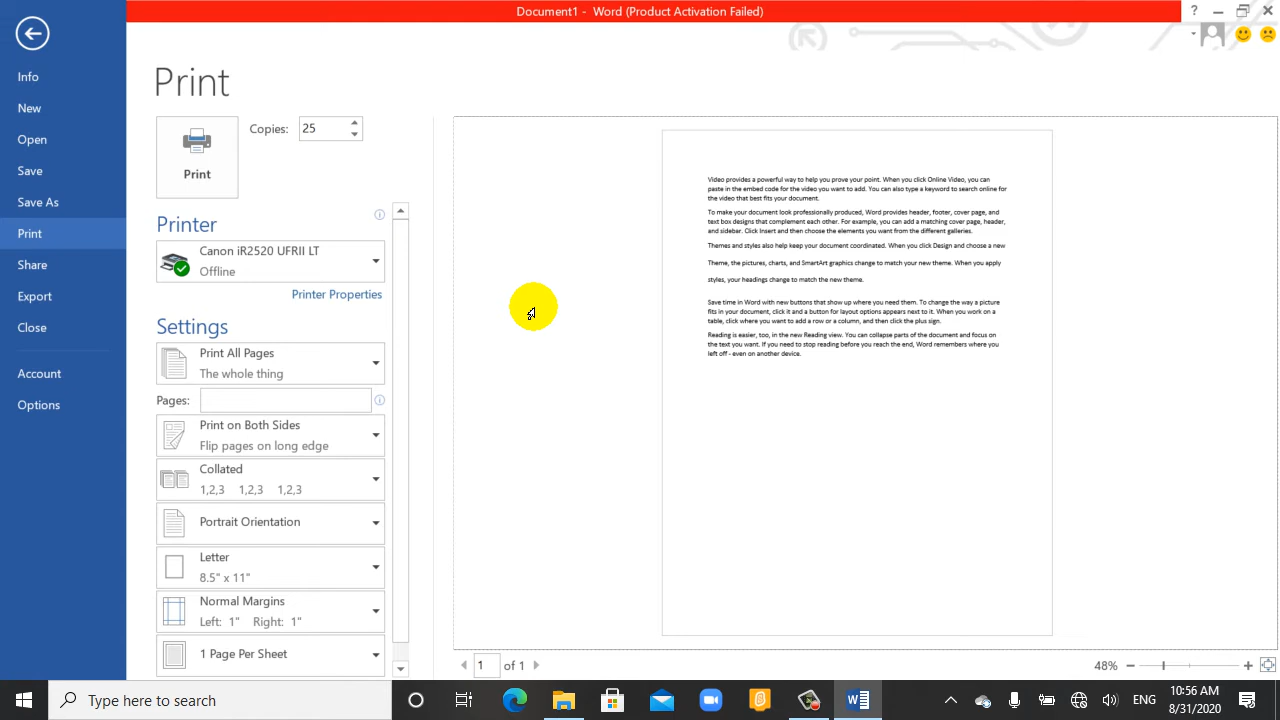 Document1 - Word (Product Activation Failed)
?
Info
New
Open
Save
Save As
Print
Share
Export
Close
Account
Options
Print
Print
Copies: 25
Printer
Canon iR2520 UFRII LT
Offline
Printer Properties
Settings
Print All Pages
The whole thing
Pages:
Print on Both Sides
Flip pages on long edge
Collated
1,2,3 1,2,3 1,2,3
Portrait Orientation
Letter
8.5" x 11"
Normal Margins
Left: 1" Right: 1"
1 Page Per Sheet
Video provides a powerful way to help you prove your point. When you click Online Video, you can
paste in the embed code for the video you want to add. You can also type a keyword to search online for
the video that best fits your document.
To make your document look professionally produced, Word provides header, footer, cover page, and
text box designs that complement each other. For example, you can add a matching cover page, header,
and sidebar. Click Insert and then choose the elements you want from the different galleries.
Themes and styles also help keep your document coordinated. When you click Design and choose a new
Theme, the pictures, charts, and SmartArt graphics change to match your new theme. When you apply
styles, your headings change to match the new theme.
Save time in Word with new buttons that show up where you need them. To change the way a picture
fits in your document, click it and a button for layout options appears next to it. When you work on a
table, click where you want to add a row or a column, and then click the plus sign.
Reading is easier, too, in the new Reading view. You can collapse parts of the document and focus on
the text you want. If you need to stop reading before you reach the end, Word remembers where you
left off - even on another device.
1 of 1
48%
Type here to search
ENG
10:58 AM
8/31/2020